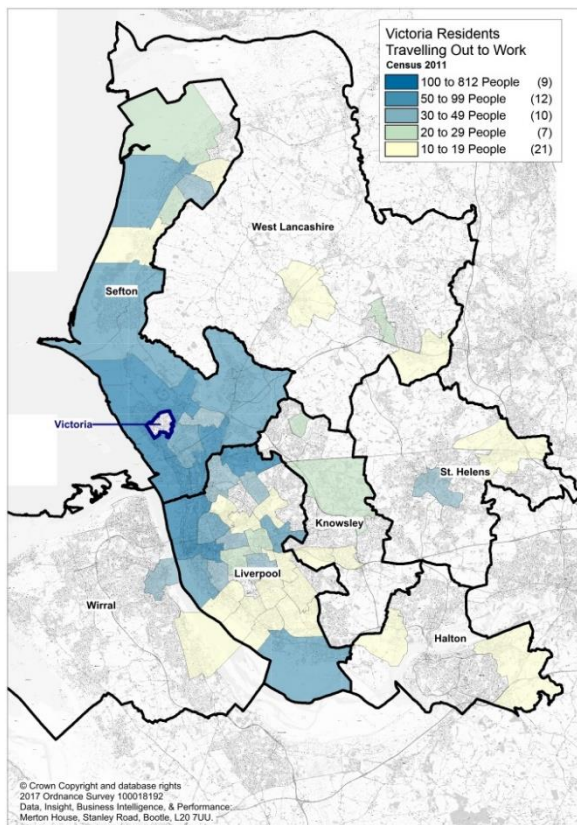 Victoria Residents
Travelling Out to Work
Census 2011
100 to 812 People (9)
50 to 99 People (12)
30 to 49 People (10)
20 to 29 People (7)
10 to 19 People (21)
West Lancashire
Sefton
Victoria
St. Helens
Knowsley
Liverpool
Wirral
Halton
© Crown Copyright and database rights
2017 Ordnance Survey 100018192
Data, Insight, Business Intelligence, & Performance,
Merton House, Stanley Road, Bootle, L20 7UU.